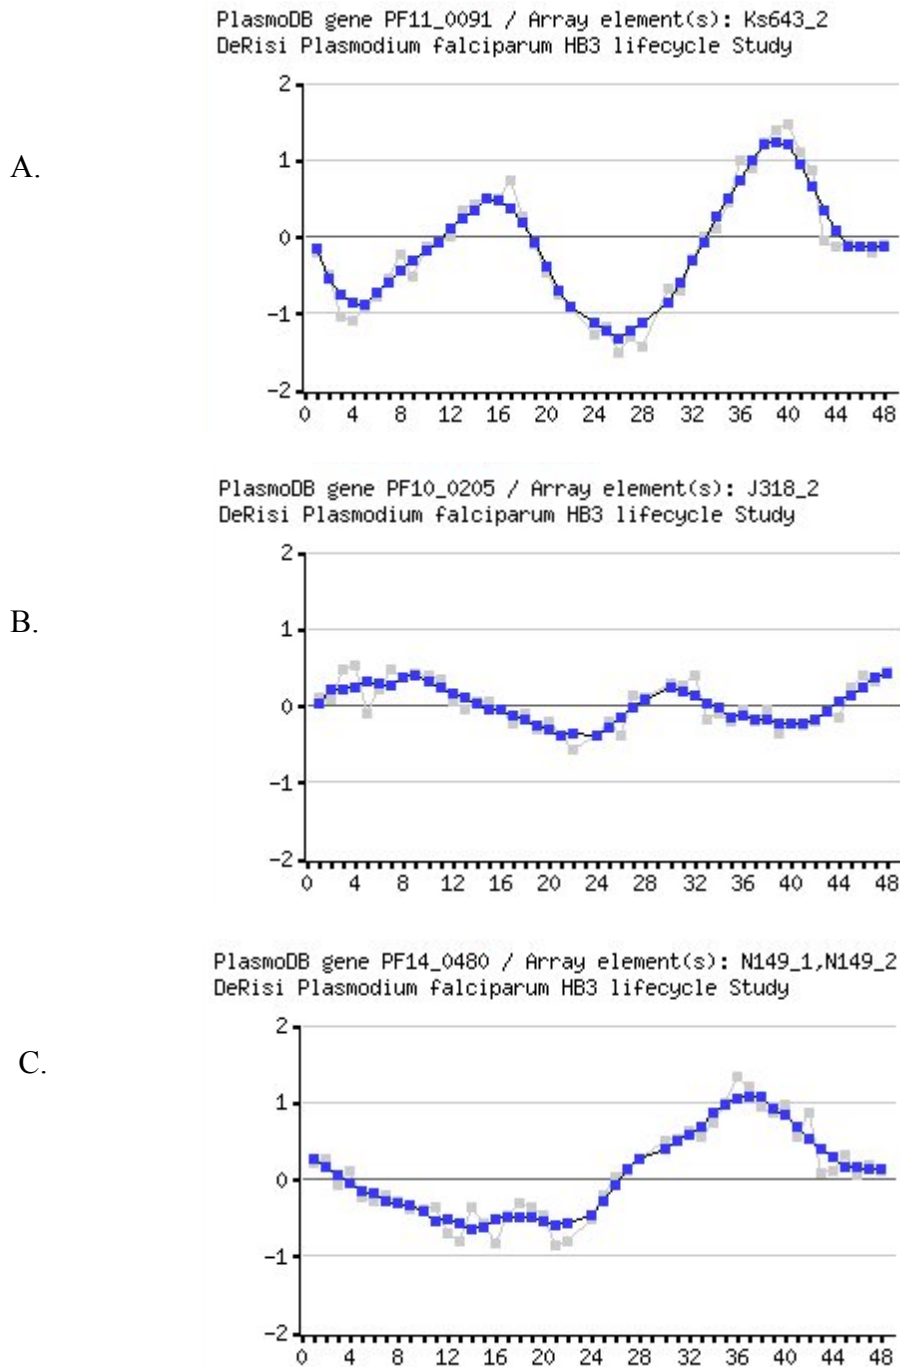 PlasmoDB gene PF11_0091 / Array element(s): Ks643_2
DeRisi Plasmodium falciparum HB3 lifecycle Study
A.
2
1
0
-1
-2
0 4 8 12 16 20 24 28 32 36 40 44 48
PlasmoDB gene PF10_0205 / Array element(s): J318_2
DeRisi Plasmodium falciparum HB3 lifecycle Study
B.
2
1
0
-1
-2
0 4 8 12 16 20 24 28 32 36 40 44 48
PlasmoDB gene PF14_0480 / Array element(s): N149_1,N149_2
DeRisi Plasmodium falciparum HB3 lifecycle Study
C.
2
1
0
-1
-2
0 4 8 12 16 20 24 28 32 36 40 44 48